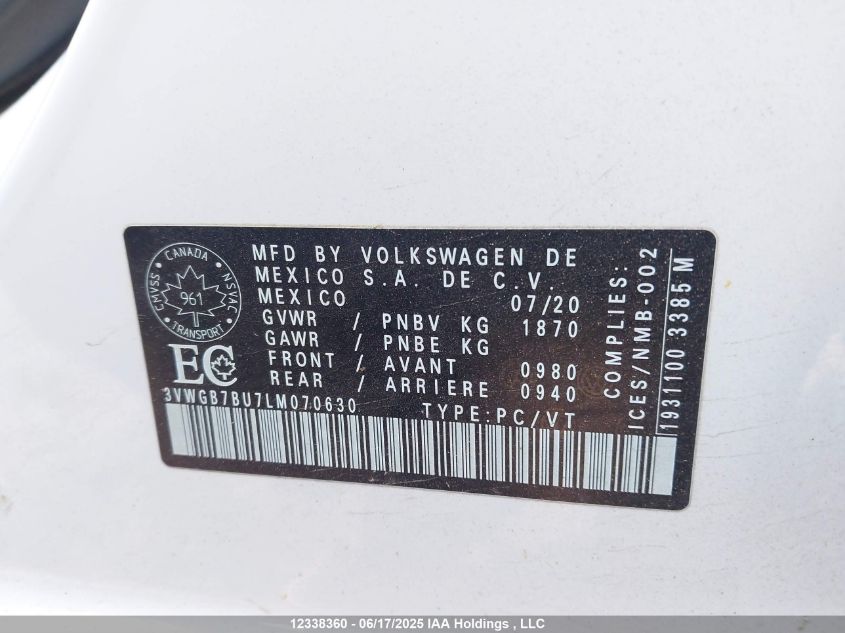 CANADA
CMVSS
NSVAC
961
TRANSPORT
EC
MFD BY VOLKSWAGEN DE
MEXICO S.A. DE C.V.
MEXICO 07/20
GVWR / PNBV KG 1870
GAWR / PNBE KG
FRONT / AVANT 0980
REAR / ARRIERE 0940
3VWGB7BU7LM070630 TYPE:PC/VT
COMPLIES:
ICES/NMB-002
1931100 3385 M
12338360 - 06/17/2025 IAA Holdings , LLC